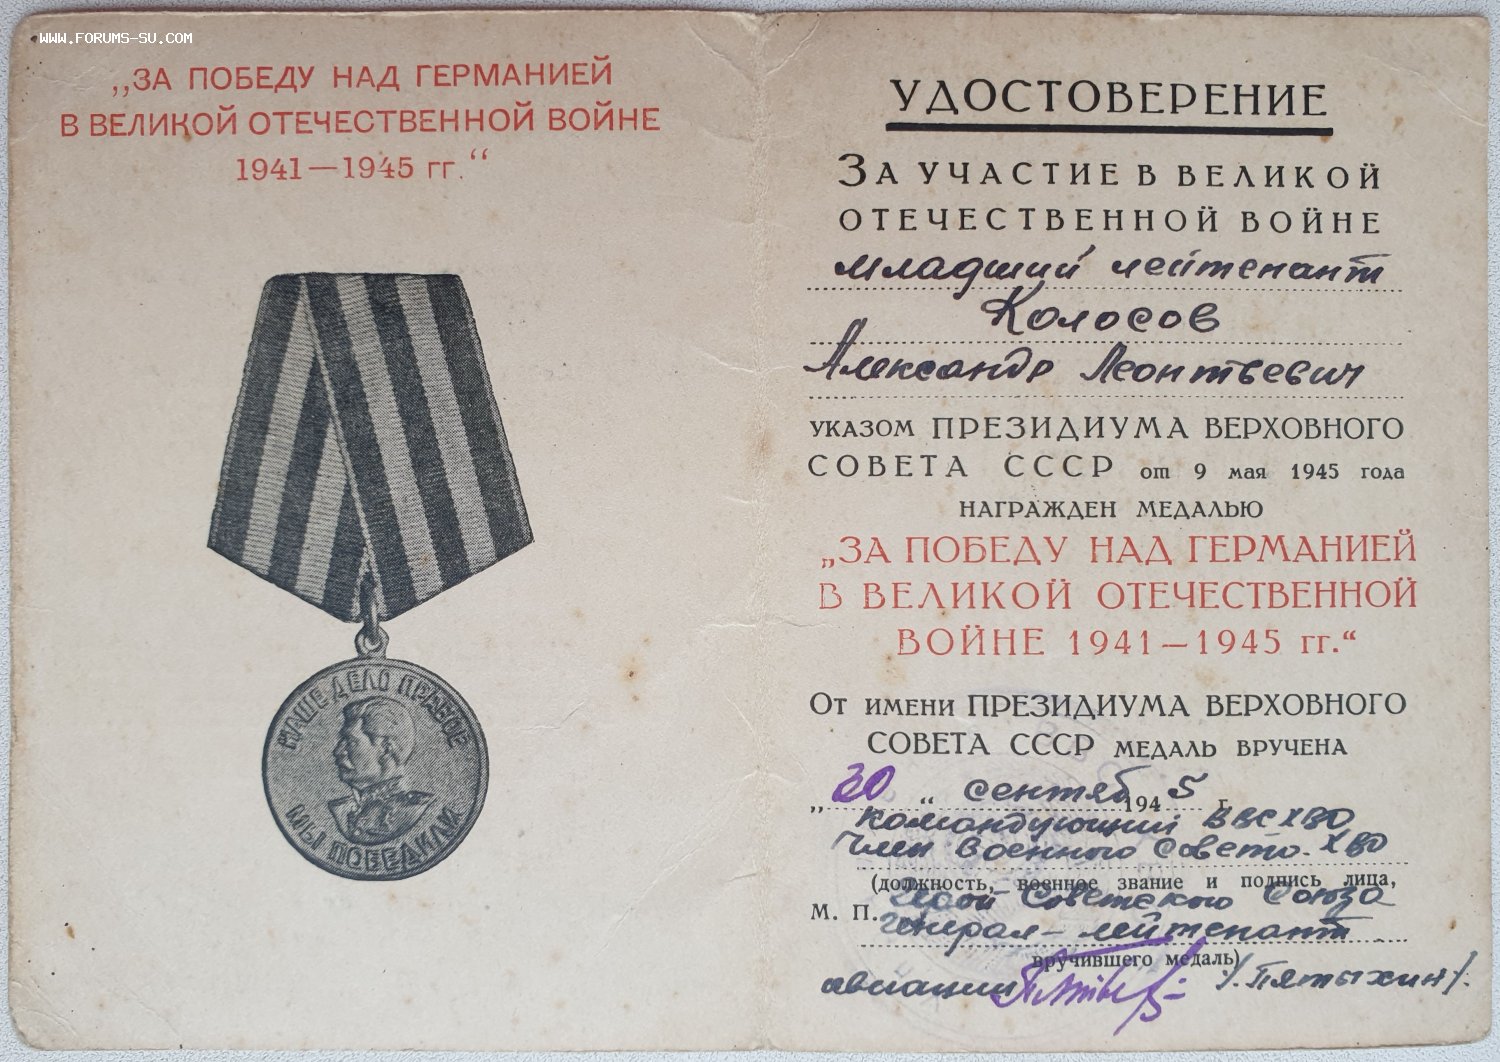 WWW.FORUMS-SU.COM
„ЗА ПОБЕДУ НАД ГЕРМАНИЕЙ
В ВЕЛИКОЙ ОТЕЧЕСТВЕННОЙ ВОЙНЕ
1941—1945 гг.“
НАШЕ ДЕЛО ПРАВОЕ
МЫ ПОБЕДИЛИ
УДОСТОВЕРЕНИЕ
ЗА УЧАСТИЕ В ВЕЛИКОЙ
ОТЕЧЕСТВЕННОЙ ВОЙНЕ
младший лейтенант
Колосов
Александр Леонтьевич
УКАЗОМ ПРЕЗИДИУМА ВЕРХОВНОГО
СОВЕТА СССР от 9 мая 1945 года
НАГРАЖДЕН МЕДАЛЬЮ
„ЗА ПОБЕДУ НАД ГЕРМАНИЕЙ
В ВЕЛИКОЙ ОТЕЧЕСТВЕННОЙ
ВОЙНЕ 1941—1945 гг.“
ОТ ИМЕНИ ПРЕЗИДИУМА ВЕРХОВНОГО
СОВЕТА СССР МЕДАЛЬ ВРУЧЕНА
„ “ сентяб 1945 г.
командующий ВВС ХВО
Член Военного Совета ХВО
(должность, военное звание и подпись лица,
Герой Советского Союза
М. П.
генерал-лейтенант
вручившего медаль)
авиации /Пятыхин/.